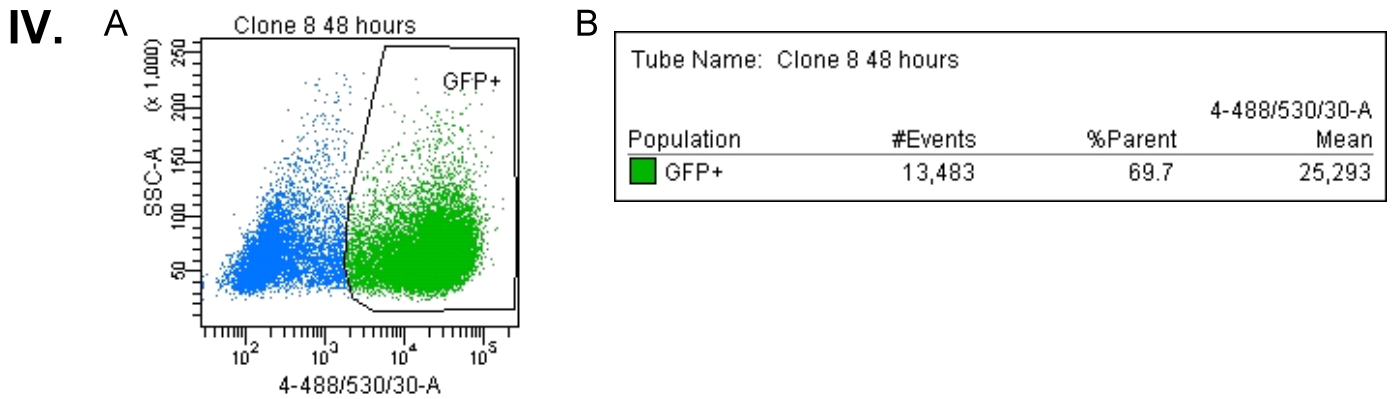 IV. A B
Clone 8 48 hours
GFP+
(x 1,000)
SSC-A
250
200
150
100
50
10^2 10^3 10^4 10^5
4-488/530/30-A
Tube Name: Clone 8 48 hours
4-488/530/30-A
Population #Events %Parent Mean
GFP+ 13,483 69.7 25,293